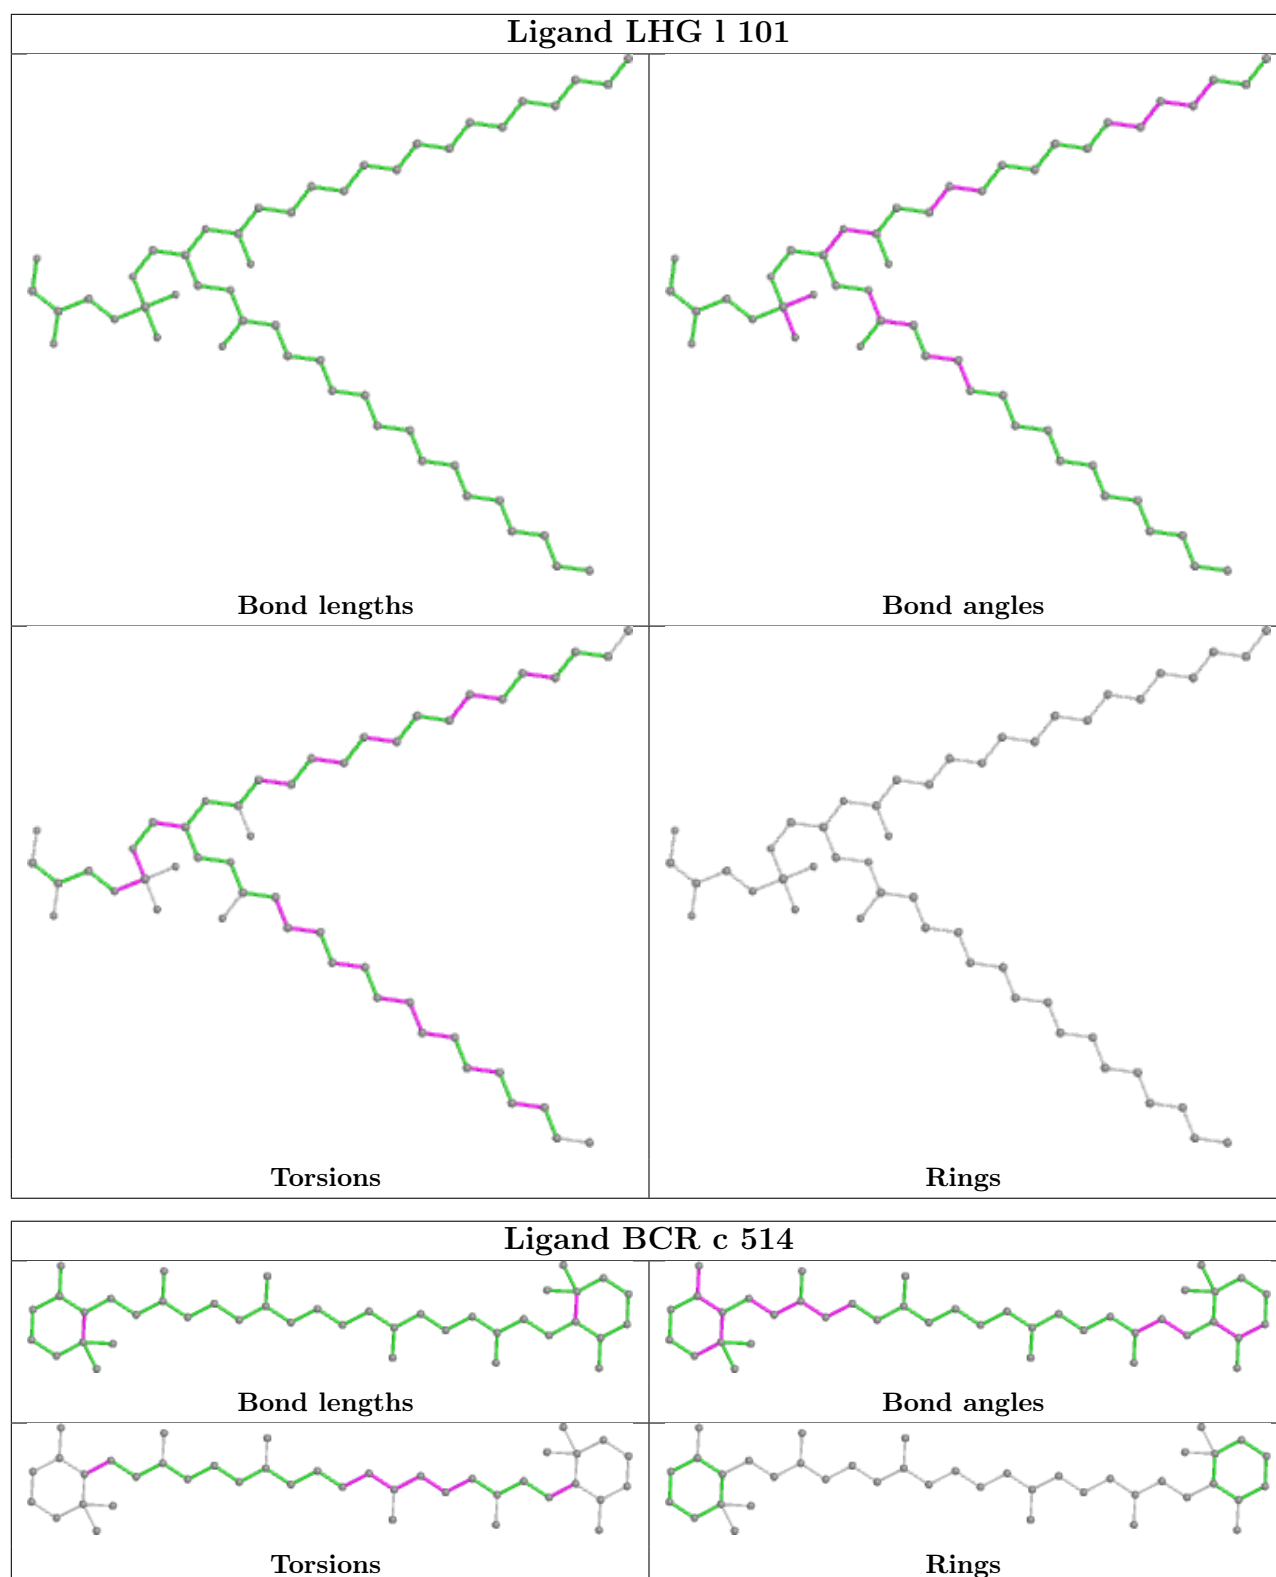 Ligand LHG l 101
Bond lengths
Bond angles
Torsions
Rings
Ligand BCR c 514
Bond lengths
Bond angles
Torsions
Rings